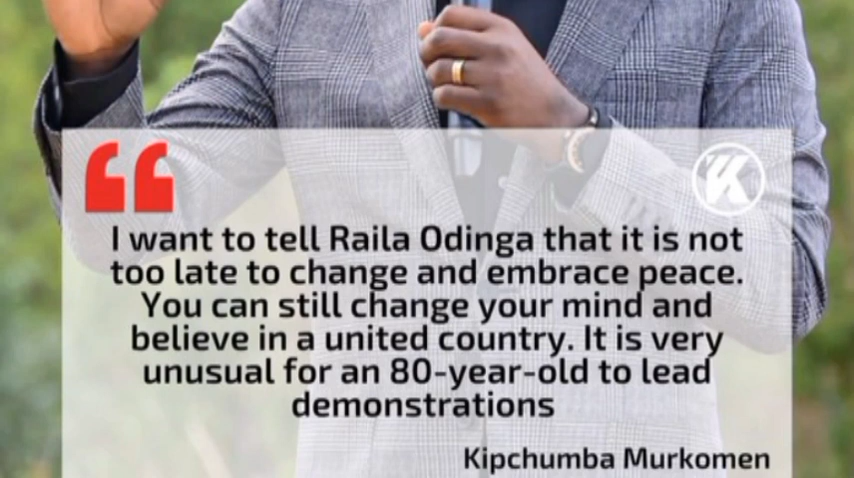 I want to tell Raila Odinga that it is not
too late to change and embrace peace.
You can still change your mind and
believe in a united country. It is very
unusual for an 80-year-old to lead
demonstrations
Kipchumba Murkomen